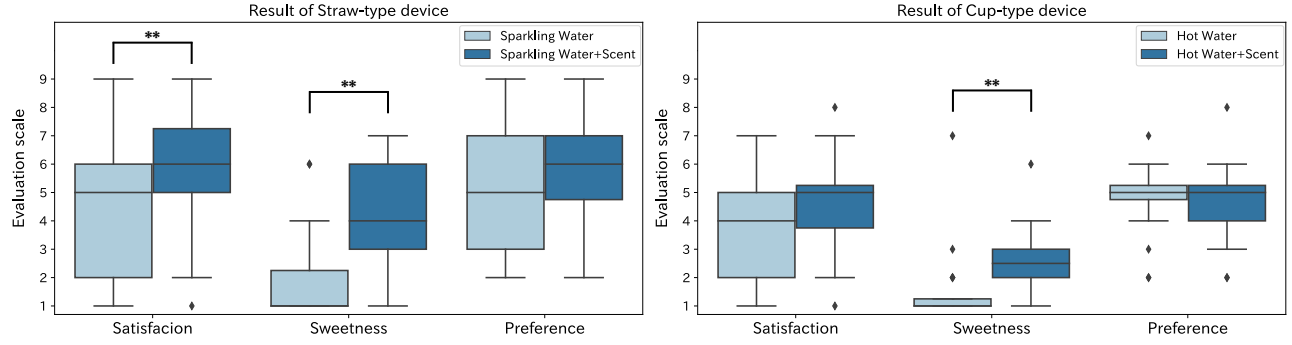 Result of Straw-type device
Sparkling Water
Sparkling Water+Scent
**
**
Evaluation scale
9
8
7
6
5
4
3
2
1
Satisfacion
Sweetness
Preference
Result of Cup-type device
Hot Water
Hot Water+Scent
**
Evaluation scale
9
8
7
6
5
4
3
2
1
Satisfaction
Sweetness
Preference